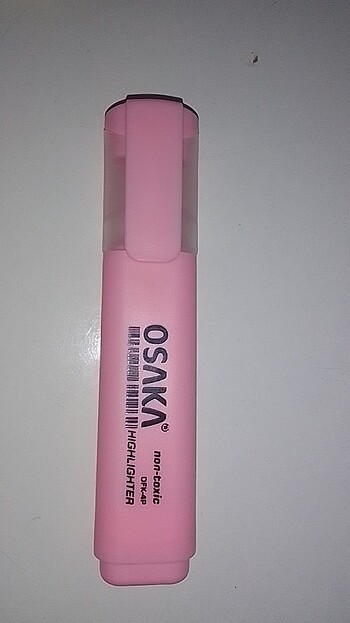 OSAKA®
HIGHLIGHTER
non-toxic
DFK-4P